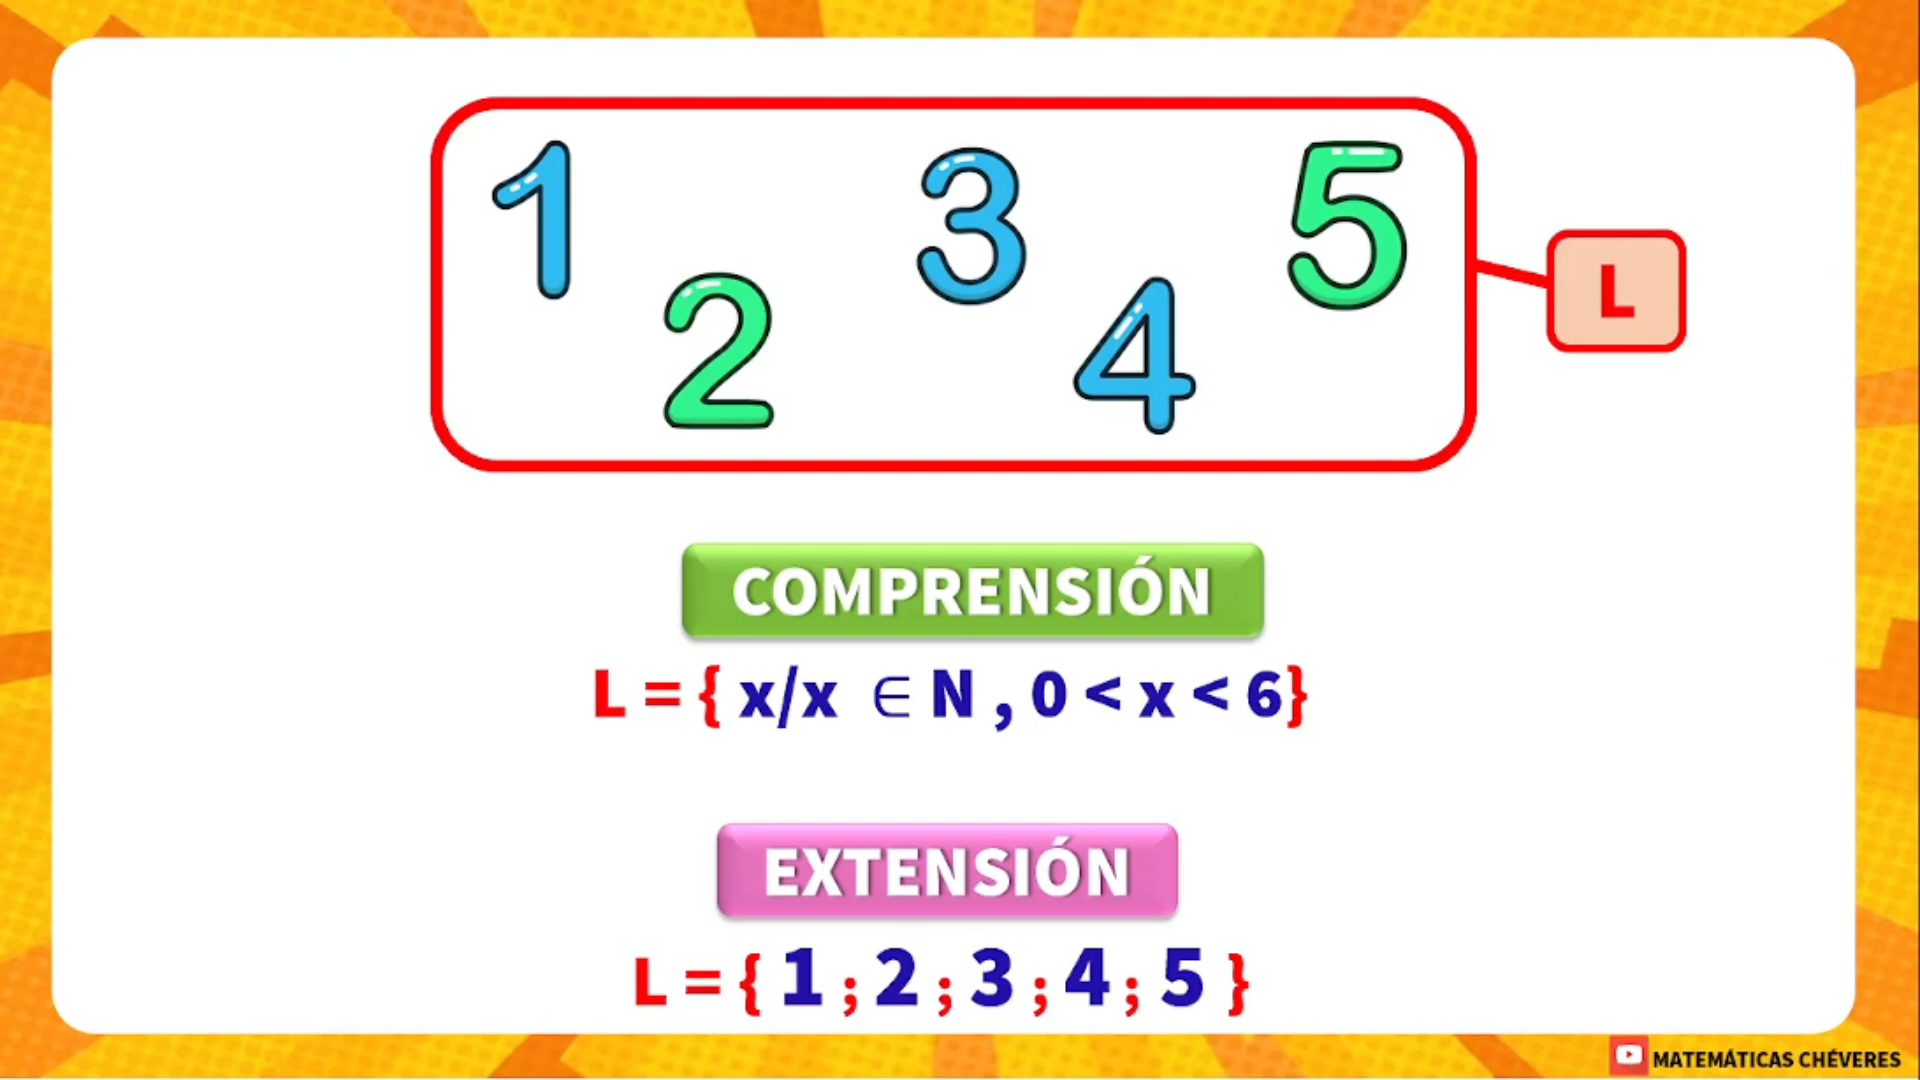 1 3 5
2 4
L
COMPRENSIÓN
L = { x/x ∈ N , 0 < x < 6}
EXTENSIÓN
L = { 1 ; 2 ; 3 ; 4 ; 5 }
MATEMÁTICAS CHÉVERES